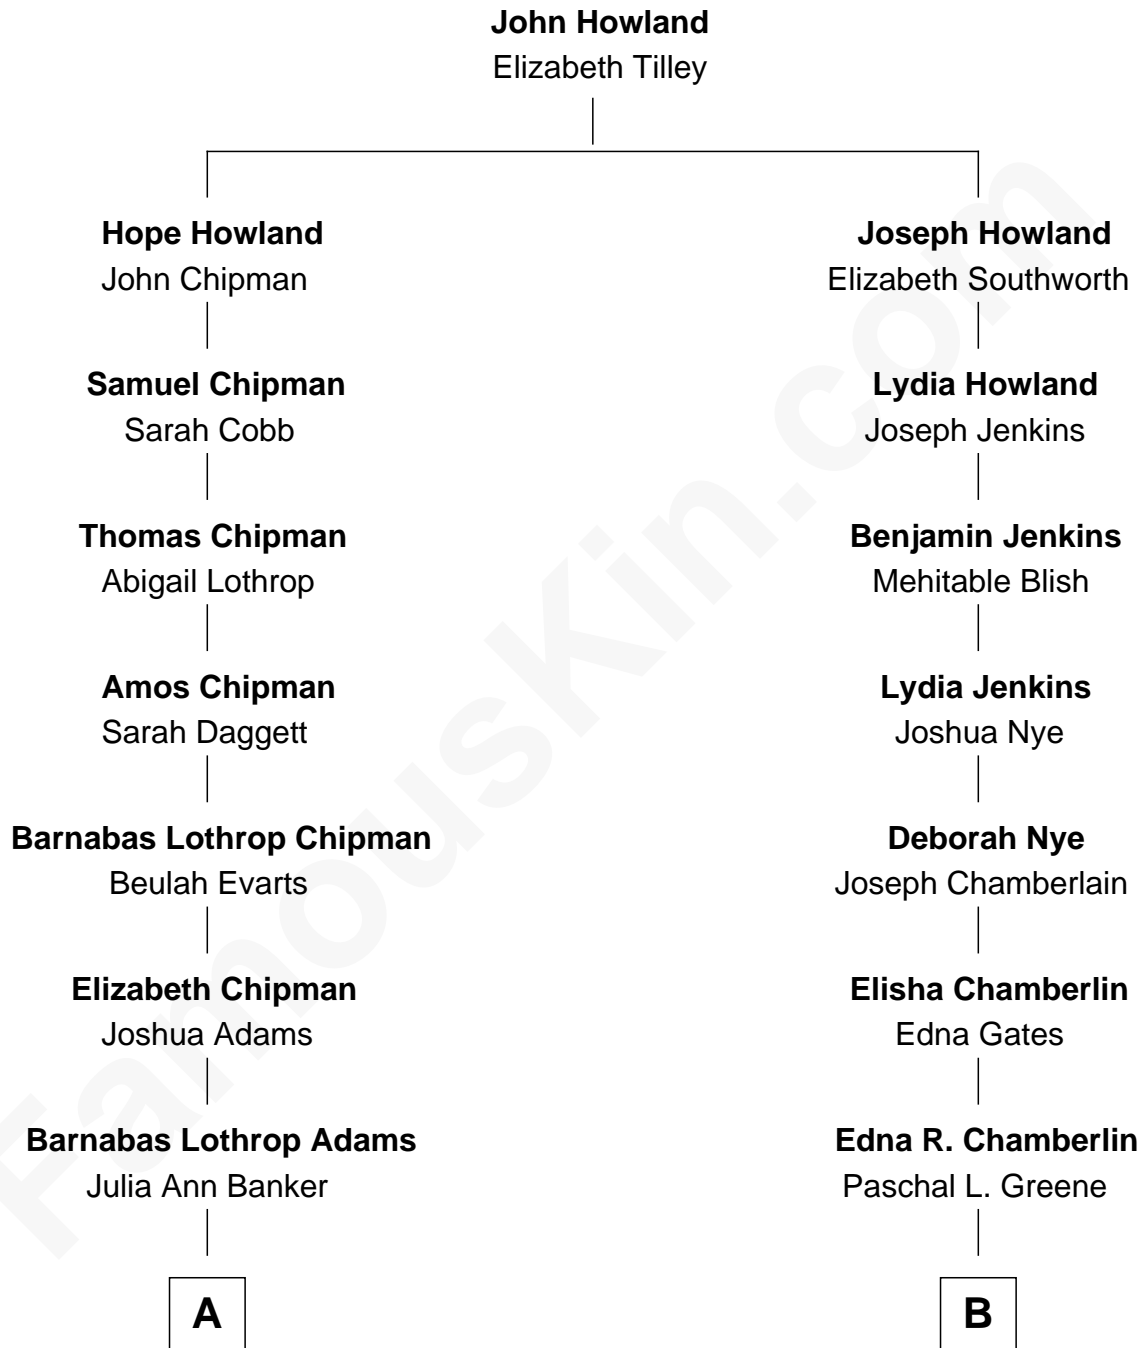 John Howland
Elizabeth Tilley
Hope Howland
John Chipman
Joseph Howland
Elizabeth Southworth
Samuel Chipman
Sarah Cobb
Lydia Howland
Joseph Jenkins
Thomas Chipman
Abigail Lothrop
Benjamin Jenkins
Mehitable Blish
Amos Chipman
Sarah Daggett
Lydia Jenkins
Joshua Nye
Barnabas Lothrop Chipman
Beulah Evarts
Deborah Nye
Joseph Chamberlain
Elizabeth Chipman
Joshua Adams
Elisha Chamberlin
Edna Gates
Barnabas Lothrop Adams
Julia Ann Banker
Edna R. Chamberlin
Paschal L. Greene
A
B
FamousKin.com